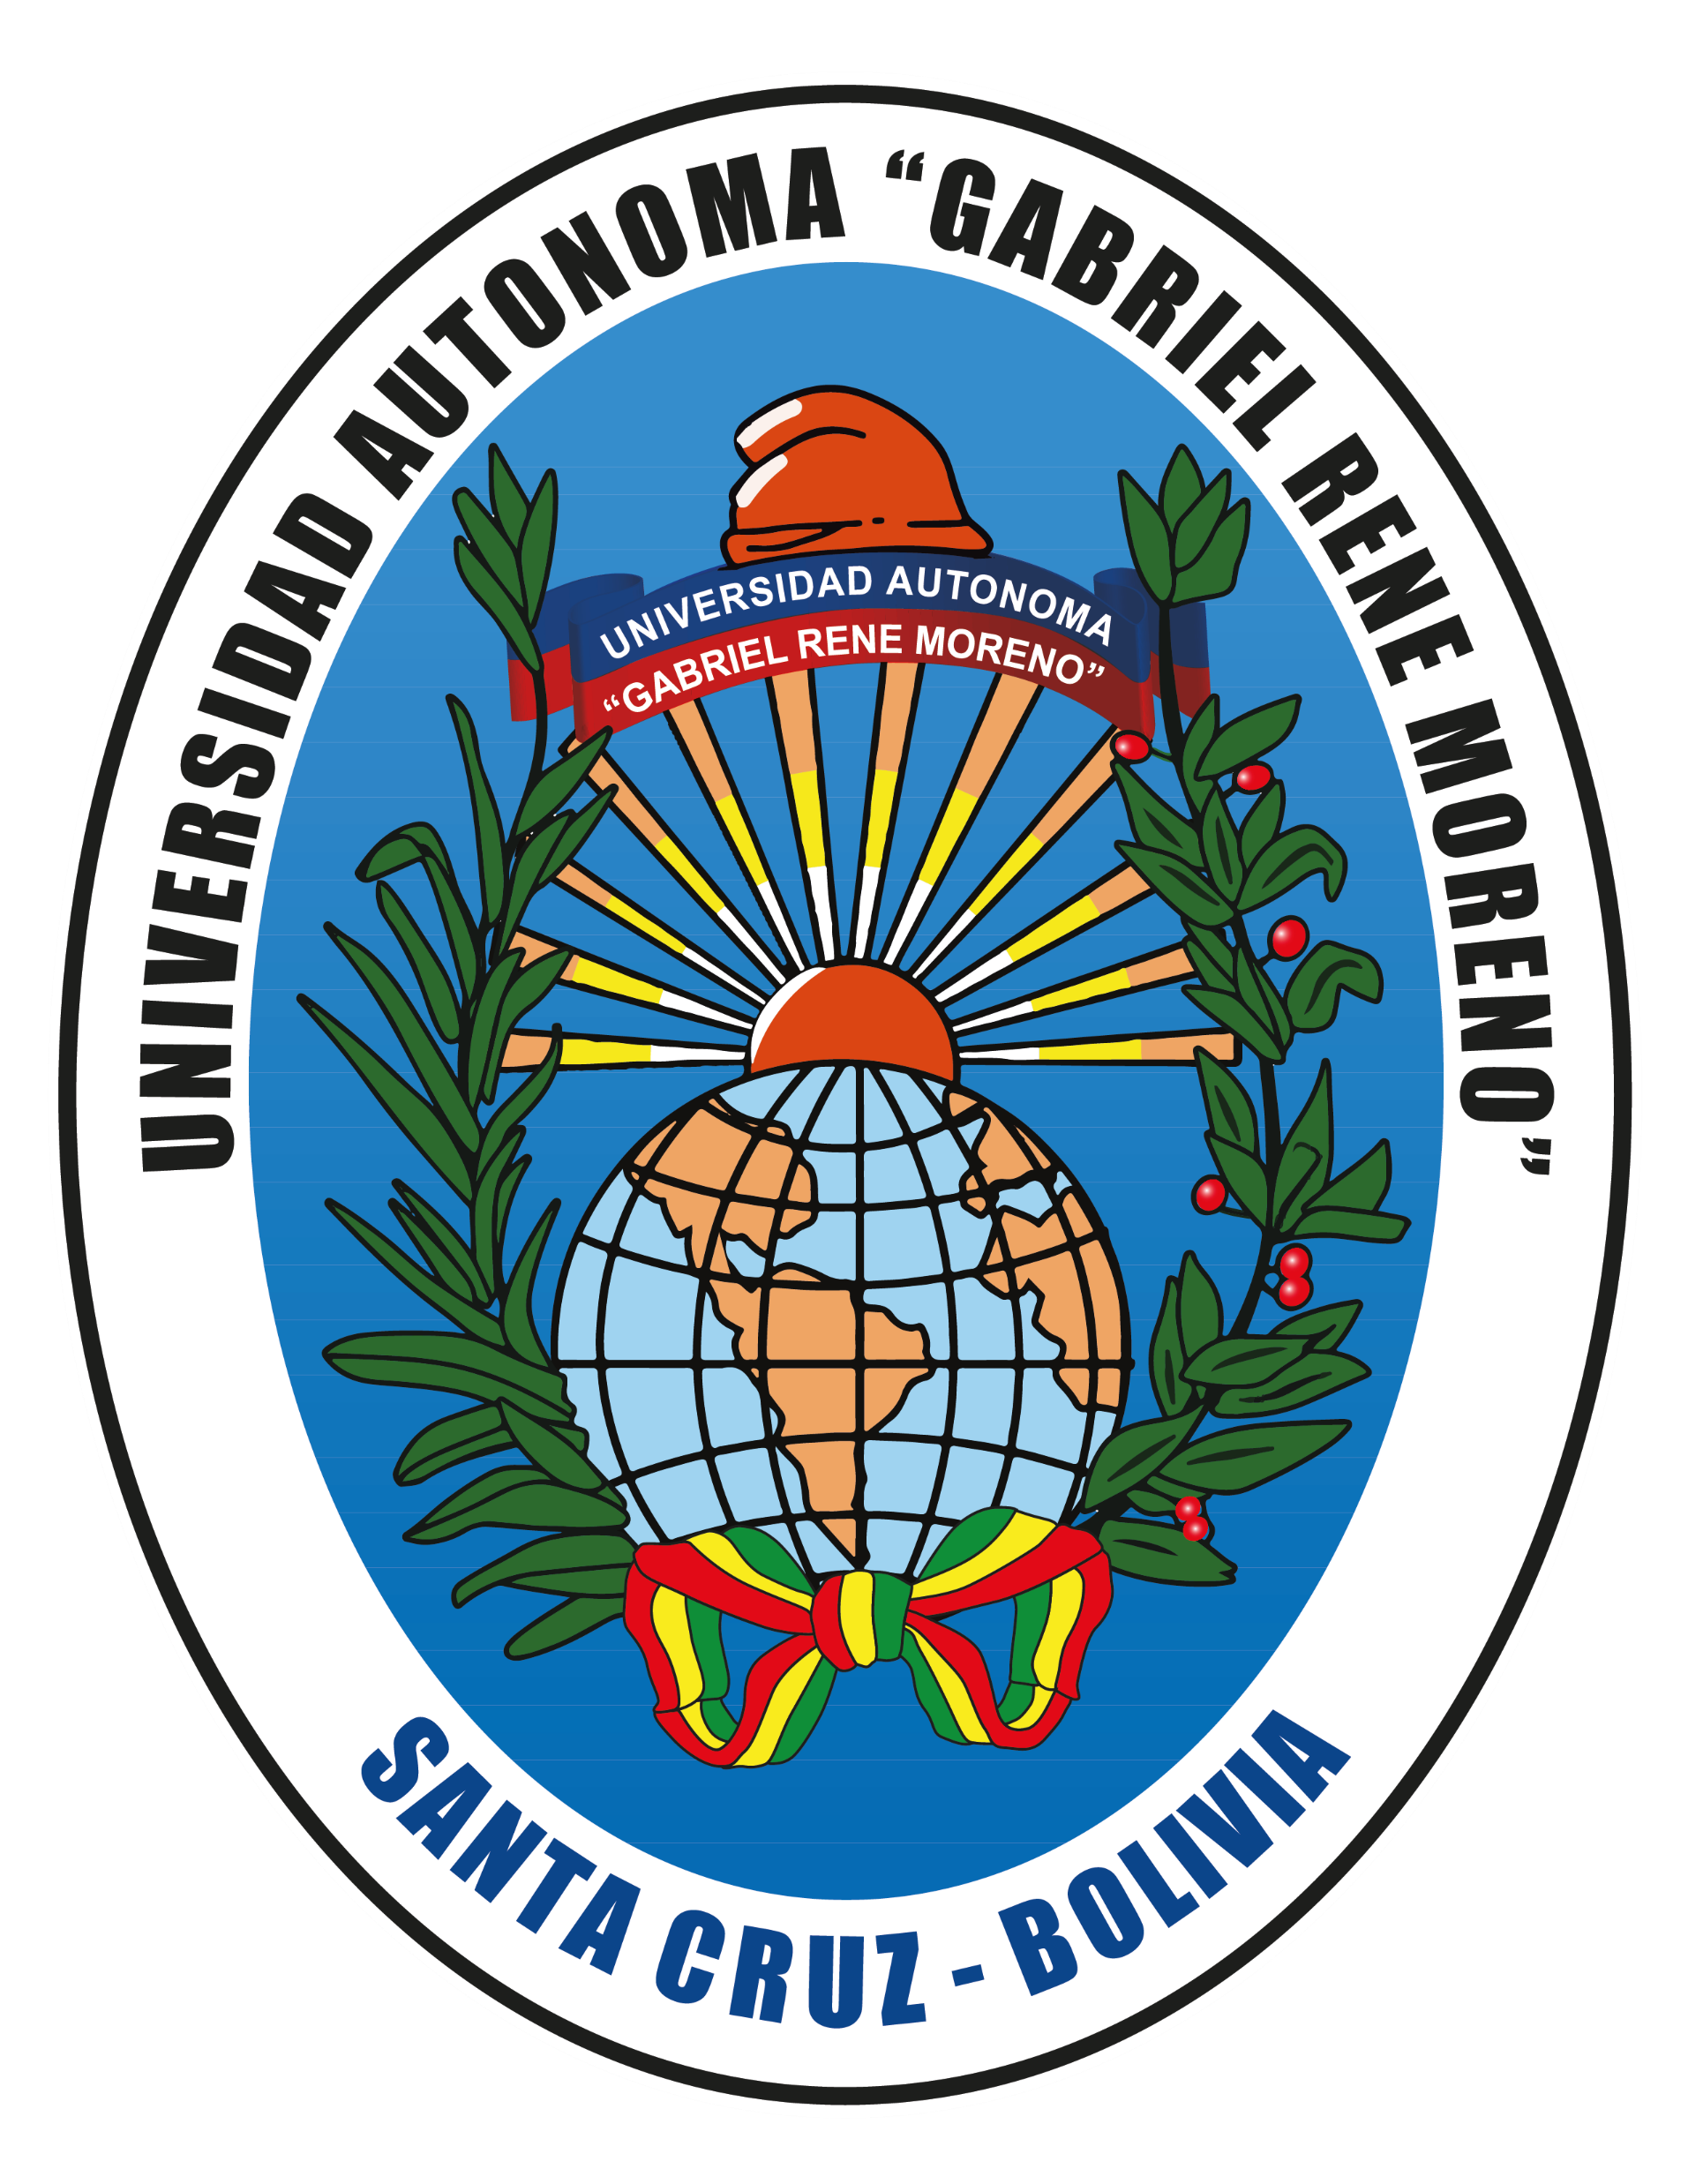 UNIVERSIDAD AUTONOMA “GABRIEL RENE MORENO”
UNIVERSIDAD AUTONOMA
“GABRIEL RENE MORENO”
SANTA CRUZ - BOLIVIA